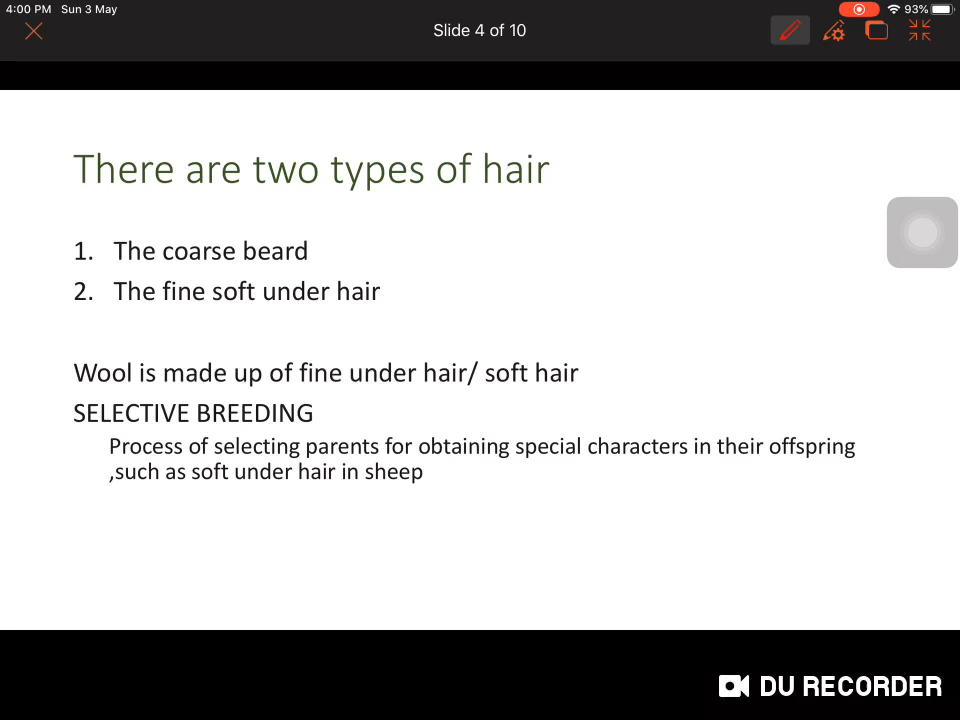 4:00 PM Sun 3 May 93%
Slide 4 of 10
There are two types of hair
1. The coarse beard
2. The fine soft under hair
Wool is made up of fine under hair/ soft hair
SELECTIVE BREEDING
Process of selecting parents for obtaining special characters in their offspring
,such as soft under hair in sheep
DU RECORDER